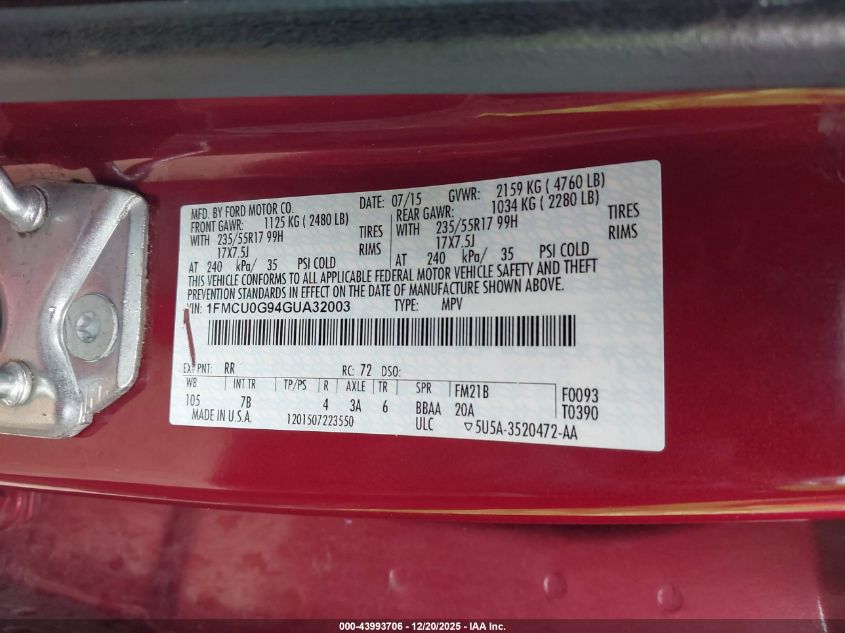 MFD. BY FORD MOTOR CO. DATE: 07/15 GVWR: 2159 KG ( 4760 LB)
FRONT GAWR: 1125 KG ( 2480 LB) REAR GAWR: 1034 KG ( 2280 LB)
WITH 235/55R17 99H TIRES WITH 235/55R17 99H TIRES
17X7.5J RIMS 17X7.5J RIMS
AT 240 kPa/ 35 PSI COLD AT 240 kPa/ 35 PSI COLD
THIS VEHICLE CONFORMS TO ALL APPLICABLE FEDERAL MOTOR VEHICLE SAFETY AND THEFT
PREVENTION STANDARDS IN EFFECT ON THE DATE OF MANUFACTURE SHOWN ABOVE.
VIN: 1FMCU0G94GUA32003 TYPE: MPV
EXT PNT: RR RC: 72 DSO:
WB INT TR TP/PS R AXLE TR SPR FM21B F0093
105 7B 4 3A 6 BBAA 20A T0390
MADE IN U.S.A. 1201507223550 ULC ▽5U5A-3520472-AA
000-43993706 - 12/20/2025 - IAA Inc.